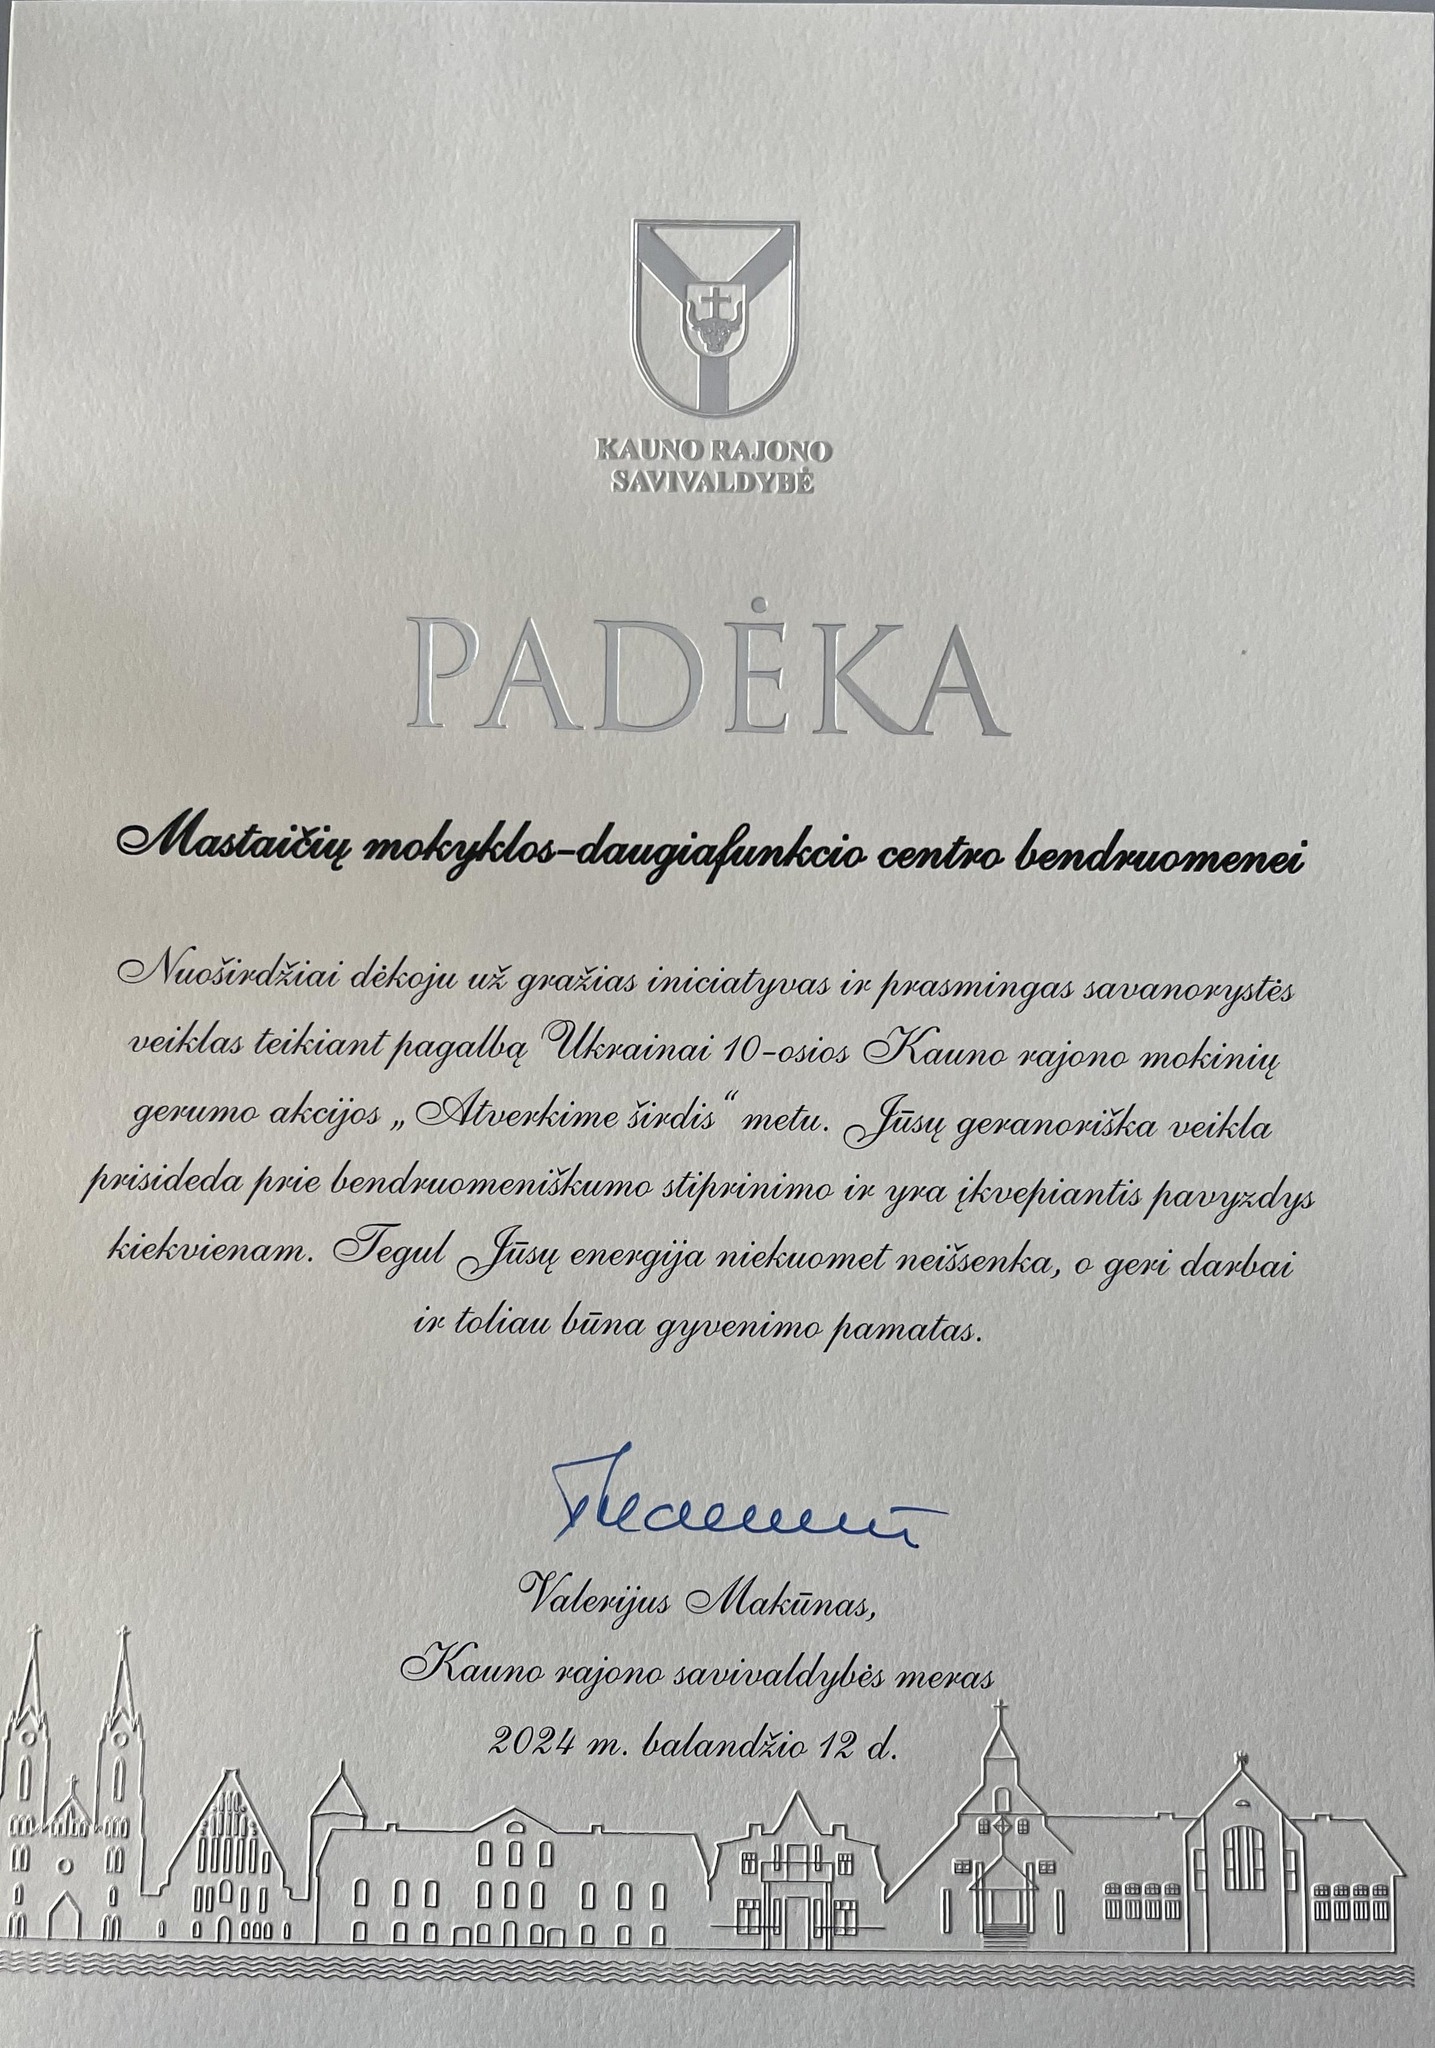 KAUNO RAJONO
SAVIVALDYBĖ
PADĖKA
Mastaičių mokyklos-daugiafunkcio centro bendruomenei
Nuoširdžiai dėkoju už gražias iniciatyvas ir prasmingas savanorystės
veiklas teikiant pagalbą Ukrainai 10-osios Kauno rajono mokinių
gerumo akcijos „Atverkime širdis“ metu. Jūsų geranoriška veikla
prisideda prie bendruomeniškumo stiprinimo ir yra įkvepiantis pavyzdys
kiekvienam. Tegul Jūsų energija niekuomet neišsenka, o geri darbai
ir toliau būna gyvenimo pamatas.
Valerijus Makūnas,
Kauno rajono savivaldybės meras
2024 m. balandžio 12 d.